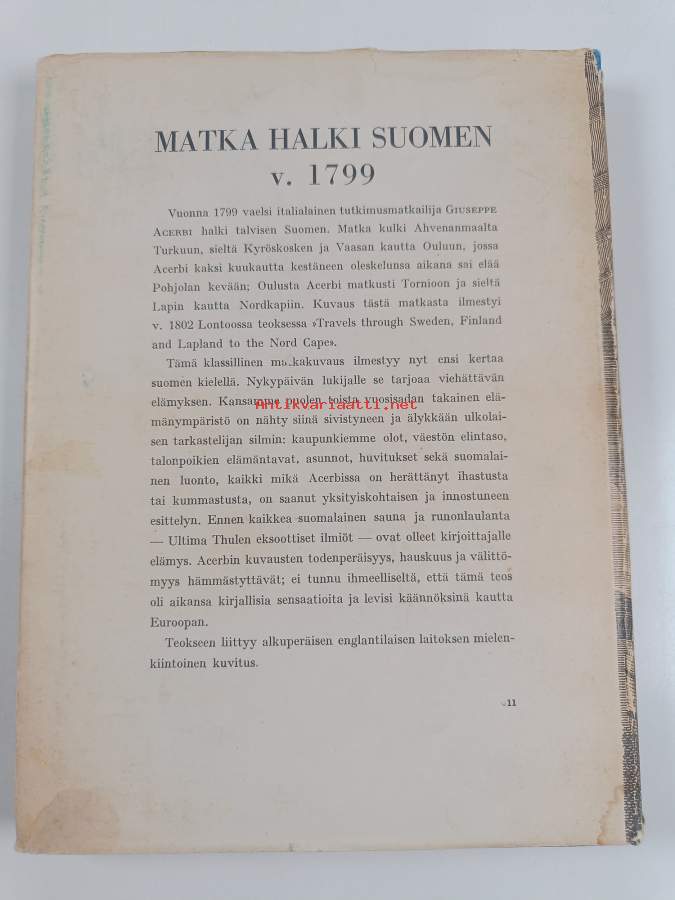 MATKA HALKI SUOMEN
v. 1799
Vuonna 1799 vaelsi italialainen tutkimusmatkailija GIUSEPPE
ACERBI halki talvisen Suomen. Matka kulki Ahvenanmaalta
Turkuun, sieltä Kyröskosken ja Vaasan kautta Ouluun, jossa
Acerbi kaksi kuukautta kestäneen oleskelunsa aikana sai elää
Pohjolan kevään; Oulusta Acerbi matkusti Tornioon ja sieltä
Lapin kautta Nordkapiin. Kuvaus tästä matkasta ilmestyi
v. 1802 Lontoossa teoksessa »Travels through Sweden, Finland
and Lapland to the Nord Cape».
Tämä klassillinen matkakuvaus ilmestyy nyt ensi kertaa
suomen kielellä. Nykypäivän lukijalle se tarjoaa viehättävän
elämyksen. Kansamme puolen toista vuosisadan takainen elä-
Antikvariaatti.net
mänympäristö on nähty siinä sivistyneen ja älykkään ulkolai-
sen tarkastelijan silmin: kaupunkiemme olot, väestön elintaso,
talonpoikien elämäntavat, asunnot, huvitukset sekä suomalai-
nen luonto, kaikki mikä Acerbissa on herättänyt ihastusta
tai kummastusta, on saanut yksityiskohtaisen ja innostuneen
esittelyn. Ennen kaikkea suomalainen sauna ja runonlaulanta
— Ultima Thulen eksoottiset ilmiöt — ovat olleet kirjoittajalle
elämys. Acerbin kuvausten todenperäisyys, hauskuus ja välittö-
myys hämmästyttävät; ei tunnu ihmeelliseltä, että tämä teos
oli aikansa kirjallisia sensaatioita ja levisi käännöksinä kautta
Euroopan.
Teokseen liittyy alkuperäisen englantilaisen laitoksen mielen-
kiintoinen kuvitus.
11